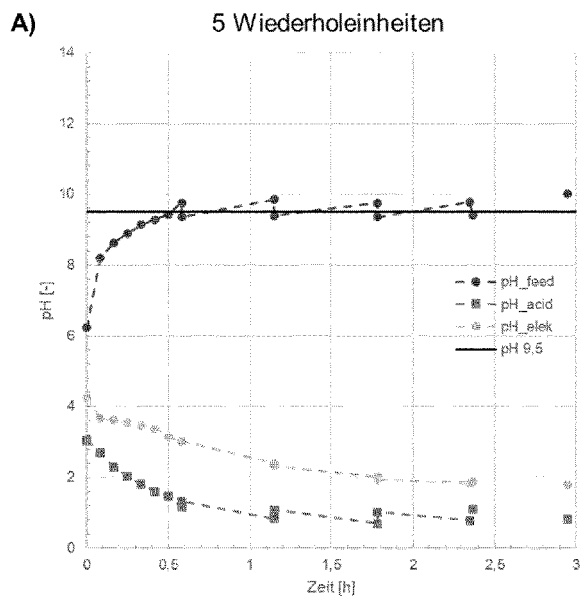 A)
5 Wiederholeinheiten
14
12
10
8
6
4
2
0
pH [-]
pH_feed
pH_acid
pH_elek
pH 9,5
0
0,5
1
1,5
2
2,5
3
Zeit [h]